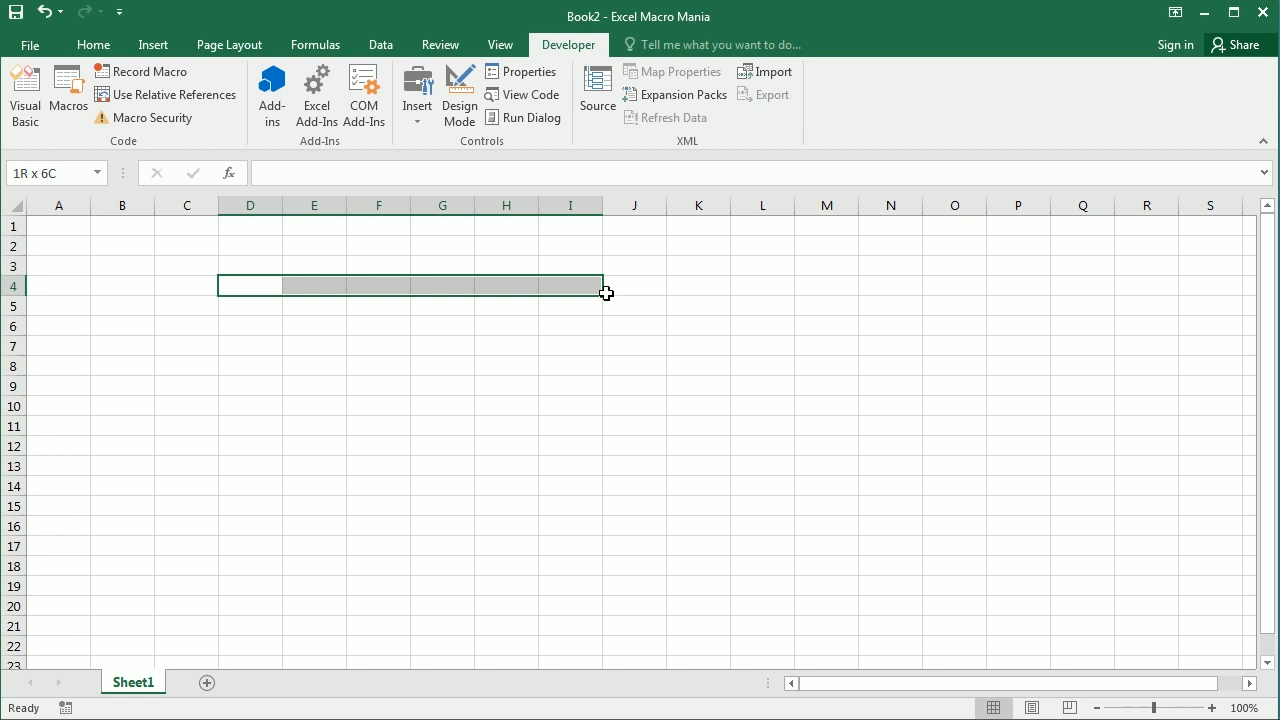 Book2 - Excel Macro Mania
File Home Insert Page Layout Formulas Data Review View Developer Tell me what you want to do... Sign in Share
Visual Basic
Macros
Record Macro
Use Relative References
Macro Security
Code
Add-ins
Excel Add-Ins
COM Add-Ins
Add-Ins
Insert
Design Mode
Properties
View Code
Run Dialog
Controls
Source
Map Properties
Expansion Packs
Refresh Data
Import
Export
XML
1R x 6C
fx
A B C D E F G H I J K L M N O P Q R S
1
2
3
4
5
6
7
8
9
10
11
12
13
14
15
16
17
18
19
20
21
22
23
Sheet1
Ready 100%